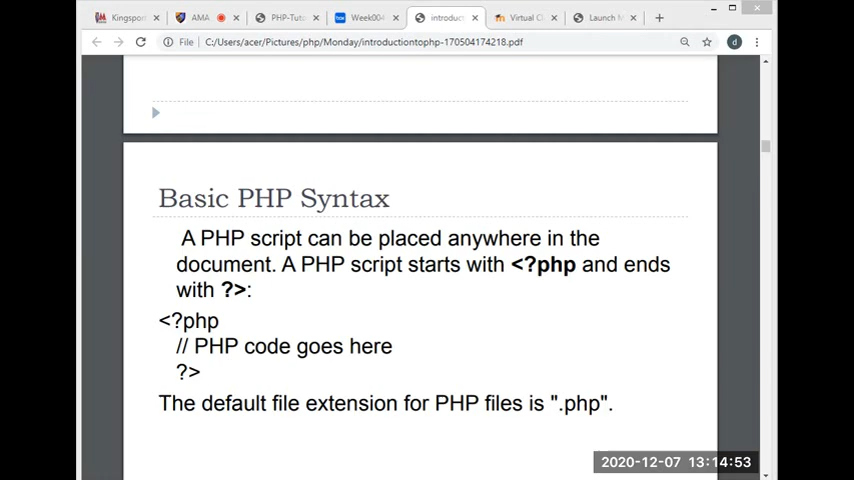 Kingsport
AMA
PHP-Tuto
Week004
introduct
Virtual Cl
Launch M
File
C:/Users/acer/Pictures/php/Monday/introductiontophp-170504174218.pdf
d
Basic PHP Syntax
A PHP script can be placed anywhere in the
document. A PHP script starts with <?php and ends
with ?>:
<?php
// PHP code goes here
?>
The default file extension for PHP files is ".php".
2020-12-07 13:14:53